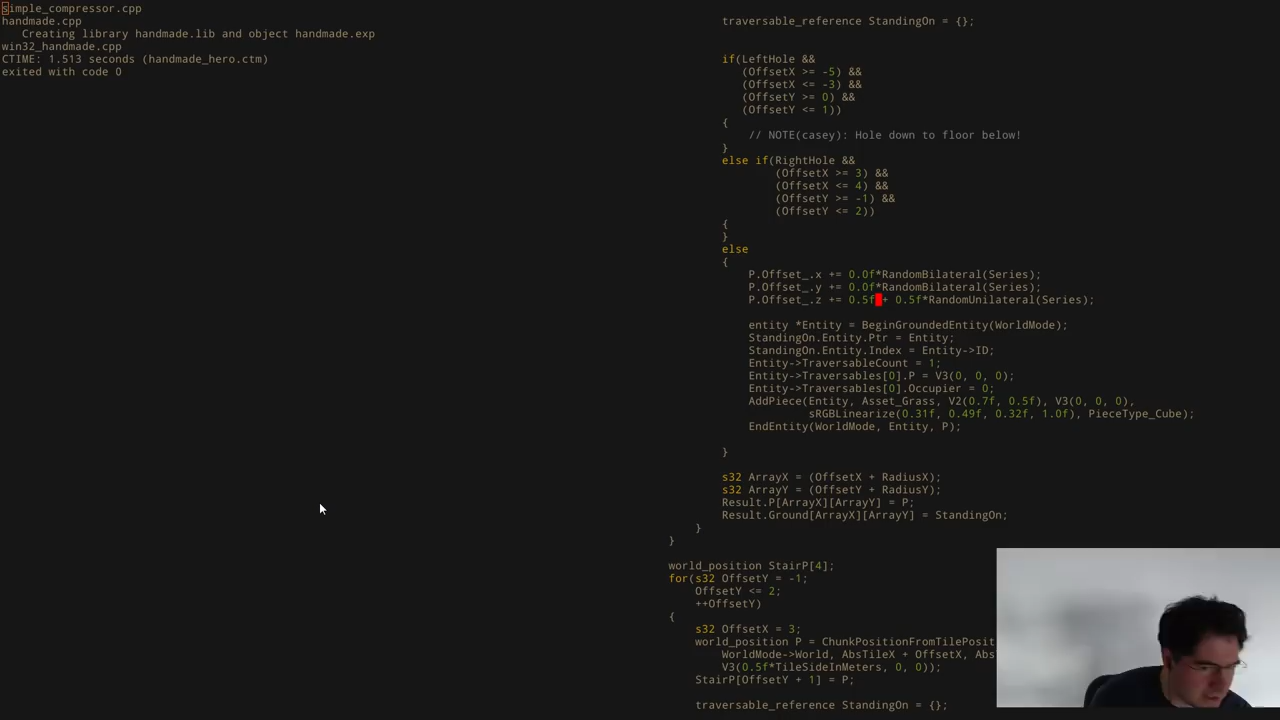 simple_compressor.cpp
handmade.cpp
Creating library handmade.lib and object handmade.exp
win32_handmade.cpp
CTIME: 1.513 seconds (handmade_hero.ctm)
exited with code 0
traversable_reference StandingOn = {};
if(LeftHole &&
(OffsetX >= -5) &&
(OffsetX <= -3) &&
(OffsetY >= 0) &&
(OffsetY <= 1))
{
// NOTE(casey): Hole down to floor below!
}
else if(RightHole &&
(OffsetX >= 3) &&
(OffsetX <= 4) &&
(OffsetY >= -1) &&
(OffsetY <= 2))
{
}
else
{
P.Offset_.x += 0.0f*RandomBilateral(Series);
P.Offset_.y += 0.0f*RandomBilateral(Series);
P.Offset_.z += 0.5f + 0.5f*RandomUnilateral(Series);
entity *Entity = BeginGroundedEntity(WorldMode);
StandingOn.Entity.Ptr = Entity;
StandingOn.Entity.Index = Entity->ID;
Entity->TraversableCount = 1;
Entity->Traversables[0].P = V3(0, 0, 0);
Entity->Traversables[0].Occupier = 0;
AddPiece(Entity, Asset_Grass, V2(0.7f, 0.5f), V3(0, 0, 0),
sRGBLinearize(0.31f, 0.49f, 0.32f, 1.0f), PieceType_Cube);
EndEntity(WorldMode, Entity, P);
}
s32 ArrayX = (OffsetX + RadiusX);
s32 ArrayY = (OffsetY + RadiusY);
Result.P[ArrayX][ArrayY] = P;
Result.Ground[ArrayX][ArrayY] = StandingOn;
}
}
world_position StairP[4];
for(s32 OffsetY = -1;
OffsetY <= 2;
++OffsetY)
{
s32 OffsetX = 3;
world_position P = ChunkPositionFromTilePosit
WorldMode->World, AbsTileX + OffsetX, Abs
V3(0.5f*TileSideInMeters, 0, 0));
StairP[OffsetY + 1] = P;
traversable_reference StandingOn = {};